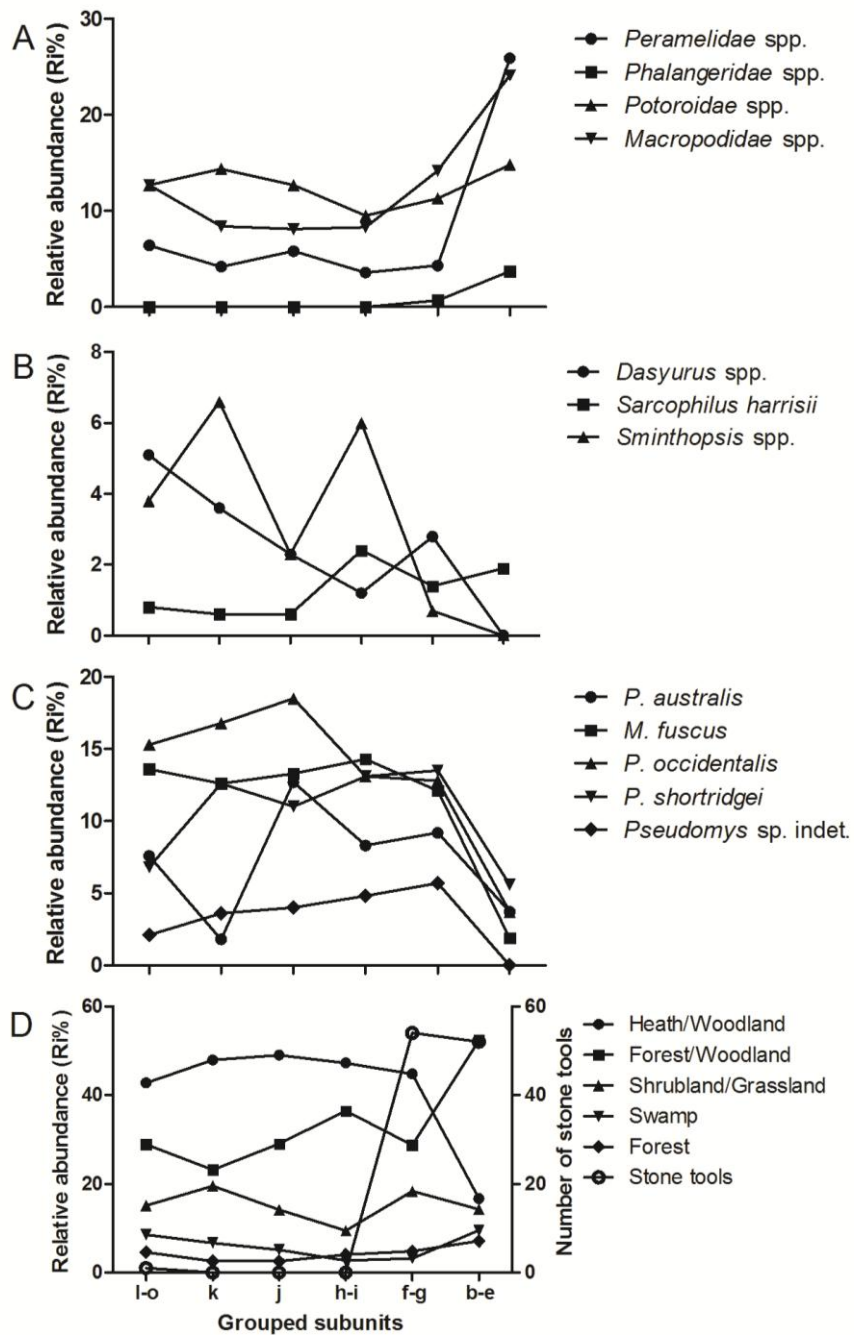 A
Relative abundance (Ri%)
30
20
10
0
Peramelidae spp.
Phalangeridae spp.
Potoroidae spp.
Macropodidae spp.
B
Relative abundance (Ri%)
8
6
4
2
0
Dasyurus spp.
Sarcophilus harrisii
Sminthopsis spp.
C
Relative abundance (Ri%)
20
15
10
5
0
P. australis
M. fuscus
P. occidentalis
P. shortridgei
Pseudomys sp. indet.
D
Relative abundance (Ri%)
60
40
20
0
60
40
20
0
Number of stone tools
Heath/Woodland
Forest/Woodland
Shrubland/Grassland
Swamp
Forest
Stone tools
l-o k j h-i f-g b-e
Grouped subunits